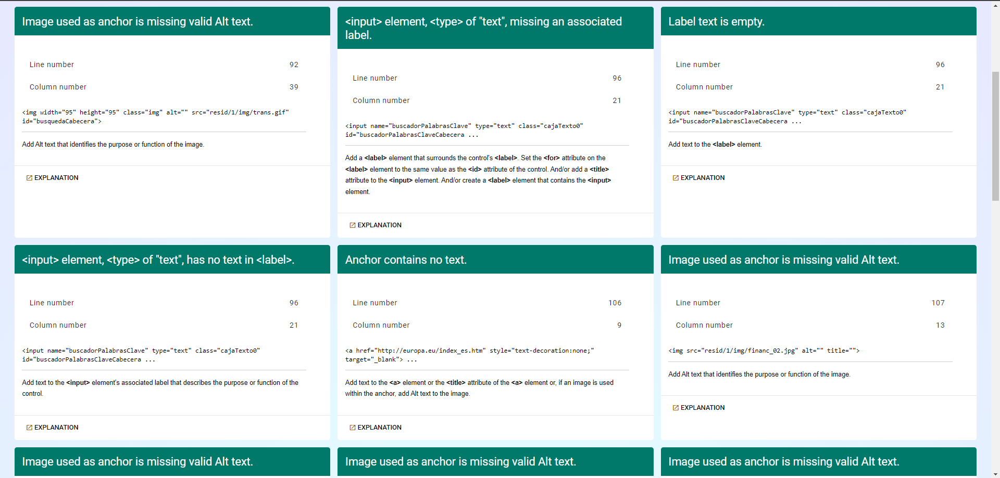 Image used as anchor is missing valid Alt text.
Line number 92
Column number 39
<img width="95" height="95" class="img" alt="" src="resid/1/img/trans.gif"
id="busquedaCabecera">
Add Alt text that identifies the purpose or function of the image.
EXPLANATION
<input> element, <type> of "text", missing an associated
label.
Line number 96
Column number 21
<input name="buscadorPalabrasClave" type="text" class="cajaTexto0"
id="buscadorPalabrasClaveCabecera ...
Add a <label> element that surrounds the control's <label>. Set the <for> attribute on the
<label> element to the same value as the <id> attribute of the control. And/or add a <title>
attribute to the <input> element. And/or create a <label> element that contains the <input>
element.
EXPLANATION
Label text is empty.
Line number 96
Column number 21
<input name="buscadorPalabrasClave" type="text" class="cajaTexto0"
id="buscadorPalabrasClaveCabecera ...
Add text to the <label> element.
EXPLANATION
<input> element, <type> of "text", has no text in <label>.
Line number 96
Column number 21
<input name="buscadorPalabrasClave" type="text" class="cajaTexto0"
id="buscadorPalabrasClaveCabecera ...
Add text to the <input> element's associated label that describes the purpose or function of the
control.
EXPLANATION
Anchor contains no text.
Line number 106
Column number 9
<a href="http://europa.eu/index_es.htm" style="text-decoration:none;"
target="_blank"> ...
Add text to the <a> element or the <title> attribute of the <a> element or, if an image is used
within the anchor, add Alt text to the image.
EXPLANATION
Image used as anchor is missing valid Alt text.
Line number 107
Column number 13
<img src="resid/1/img/financ_02.jpg" alt="" title="">
Add Alt text that identifies the purpose or function of the image.
EXPLANATION
Image used as anchor is missing valid Alt text.
Image used as anchor is missing valid Alt text.
Image used as anchor is missing valid Alt text.